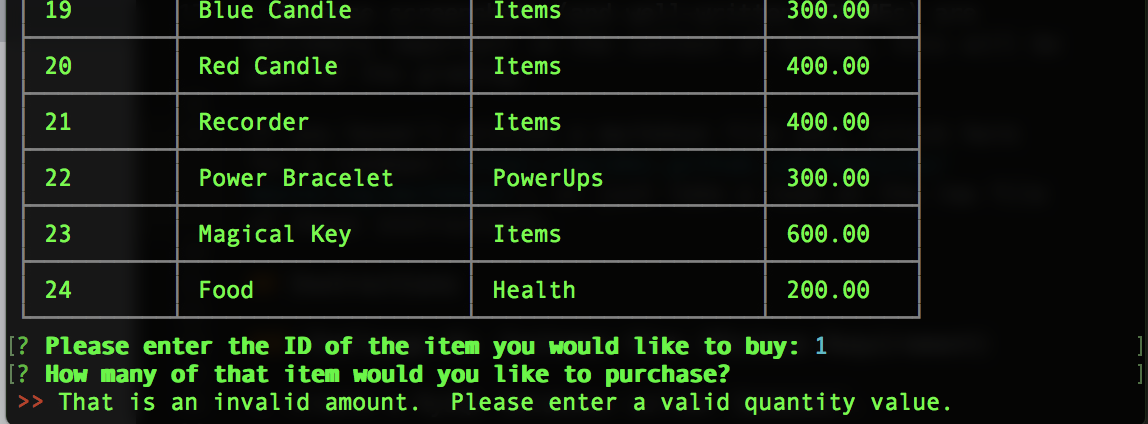 19 Blue Candle Items 300.00
20 Red Candle Items 400.00
21 Recorder Items 400.00
22 Power Bracelet PowerUps 300.00
23 Magical Key Items 600.00
24 Food Health 200.00
[? Please enter the ID of the item you would like to buy: 1 ]
[? How many of that item would you like to purchase? ]
>> That is an invalid amount.  Please enter a valid quantity value.